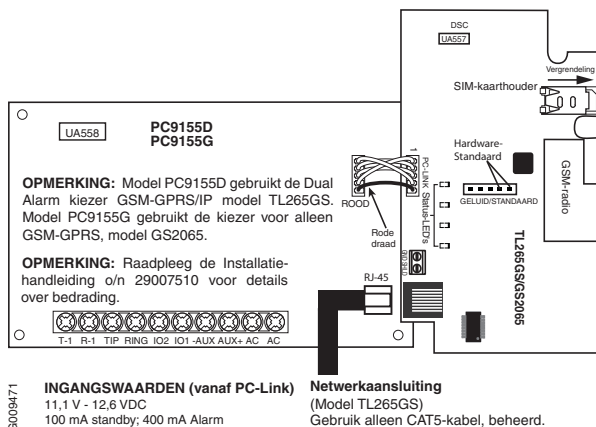 DSC
UA557
Vergrendeling
SIM-kaarthouder
UA558
PC9155D
PC9155G
1
Hardware-
Standaard
PC-LINK
GSM-radio
OPMERKING: Model PC9155D gebruikt de Dual
Alarm kiezer GSM-GPRS/IP model TL265GS.
Model PC9155G gebruikt de kiezer voor alleen
GSM-GPRS, model GS2065.
ROOD
Rode
draad
Status-LED's
GELUID/STANDAARD
TL265GS/GS2065
OPMERKING: Raadpleeg de Installatie-
handleiding o/n 29007510 voor details
over bedrading.
RJ-45
T-1 R-1 TIP RING IO2 IO1 -AUX AUX+ AC AC
INGANGSWAARDEN (vanaf PC-Link)
11,1 V - 12,6 VDC
100 mA standby; 400 mA Alarm
Netwerkaansluiting
(Model TL265GS)
Gebruik alleen CAT5-kabel, beheerd.